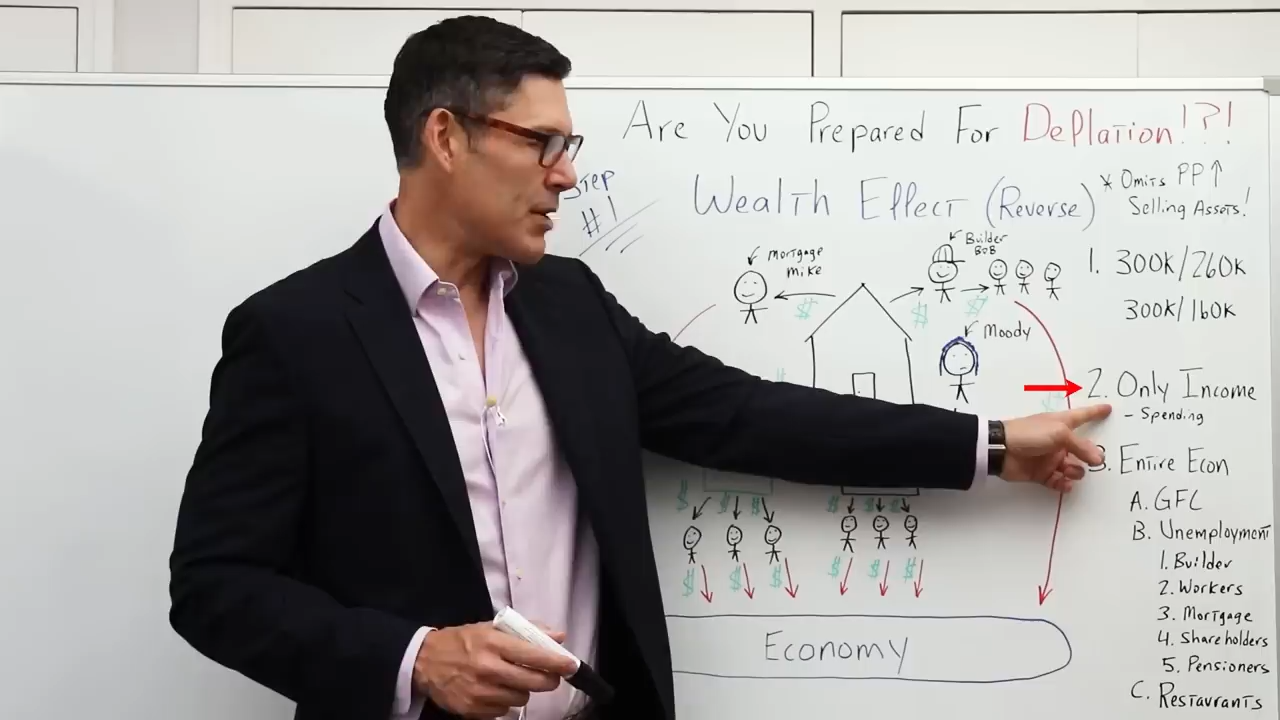 Are You Prepared For Deflation!?!
Step
#1
Wealth Effect (Reverse)
* Omits PP↑
Selling Assets!
Mortgage
Mike
Builder
Bob
Moody
$ $ $
$
$
1. 300K/260K
300K/160K
2. Only Income
- Spending
3. Entire Econ
A. GFC
B. Unemployment
1. Builder
2. Workers
3. Mortgage
4. Shareholders
5. Pensioners
C. Restaurants
$ $ $ $ $ $
$ $ $ $ $ $
Economy